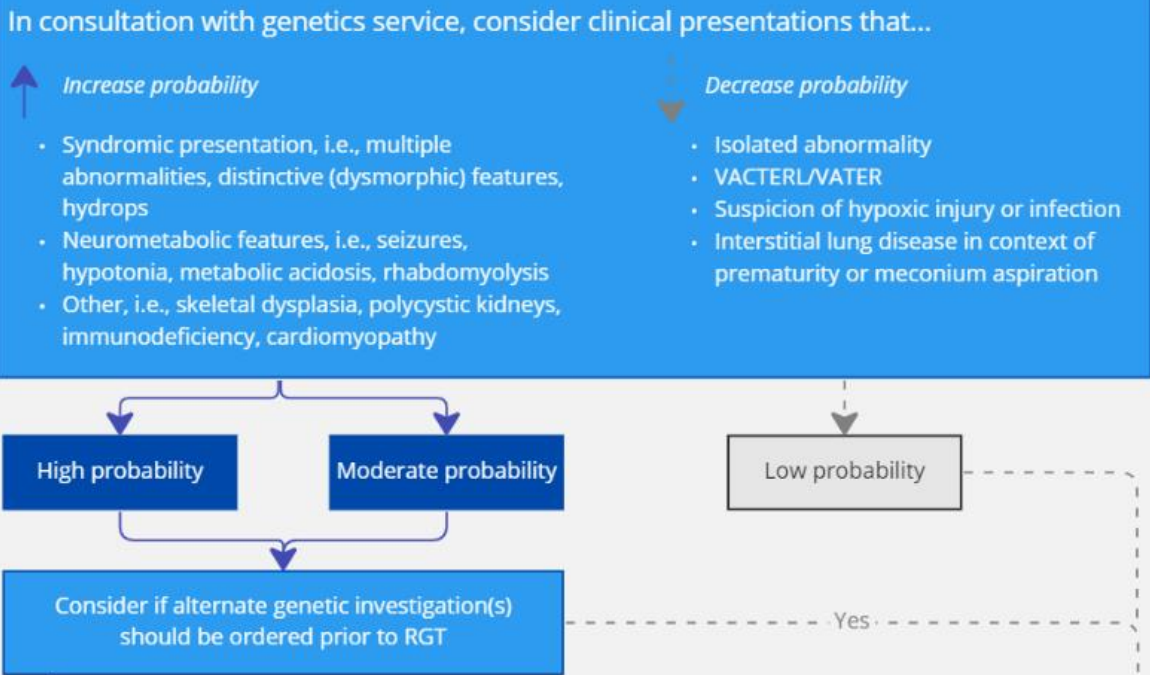 In consultation with genetics service, consider clinical presentations that...
Increase probability
• Syndromic presentation, i.e., multiple
abnormalities, distinctive (dysmorphic) features,
hydrops
• Neurometabolic features, i.e., seizures,
hypotonia, metabolic acidosis, rhabdomyolysis
• Other, i.e., skeletal dysplasia, polycystic kidneys,
immunodeficiency, cardiomyopathy
Decrease probability
• Isolated abnormality
• VACTERL/VATER
• Suspicion of hypoxic injury or infection
• Interstitial lung disease in context of
prematurity or meconium aspiration
High probability
Moderate probability
Low probability
Consider if alternate genetic investigation(s)
should be ordered prior to RGT
Yes